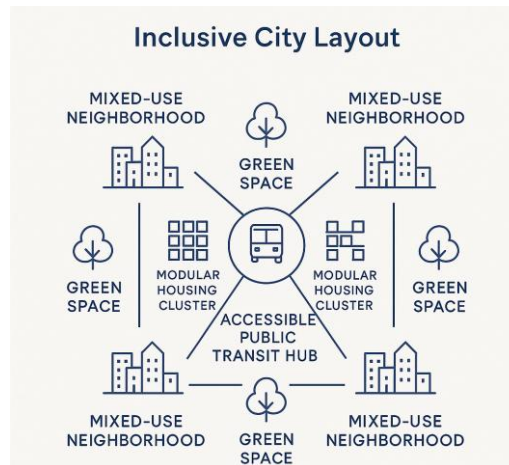 Inclusive City Layout
MIXED-USE
NEIGHBORHOOD
MIXED-USE
NEIGHBORHOOD
GREEN
SPACE
GREEN
SPACE
MODULAR
HOUSING
CLUSTER
MODULAR
HOUSING
CLUSTER
GREEN
SPACE
ACCESSIBLE
PUBLIC
TRANSIT HUB
MIXED-USE
NEIGHBORHOOD
GREEN
SPACE
MIXED-USE
NEIGHBORHOOD